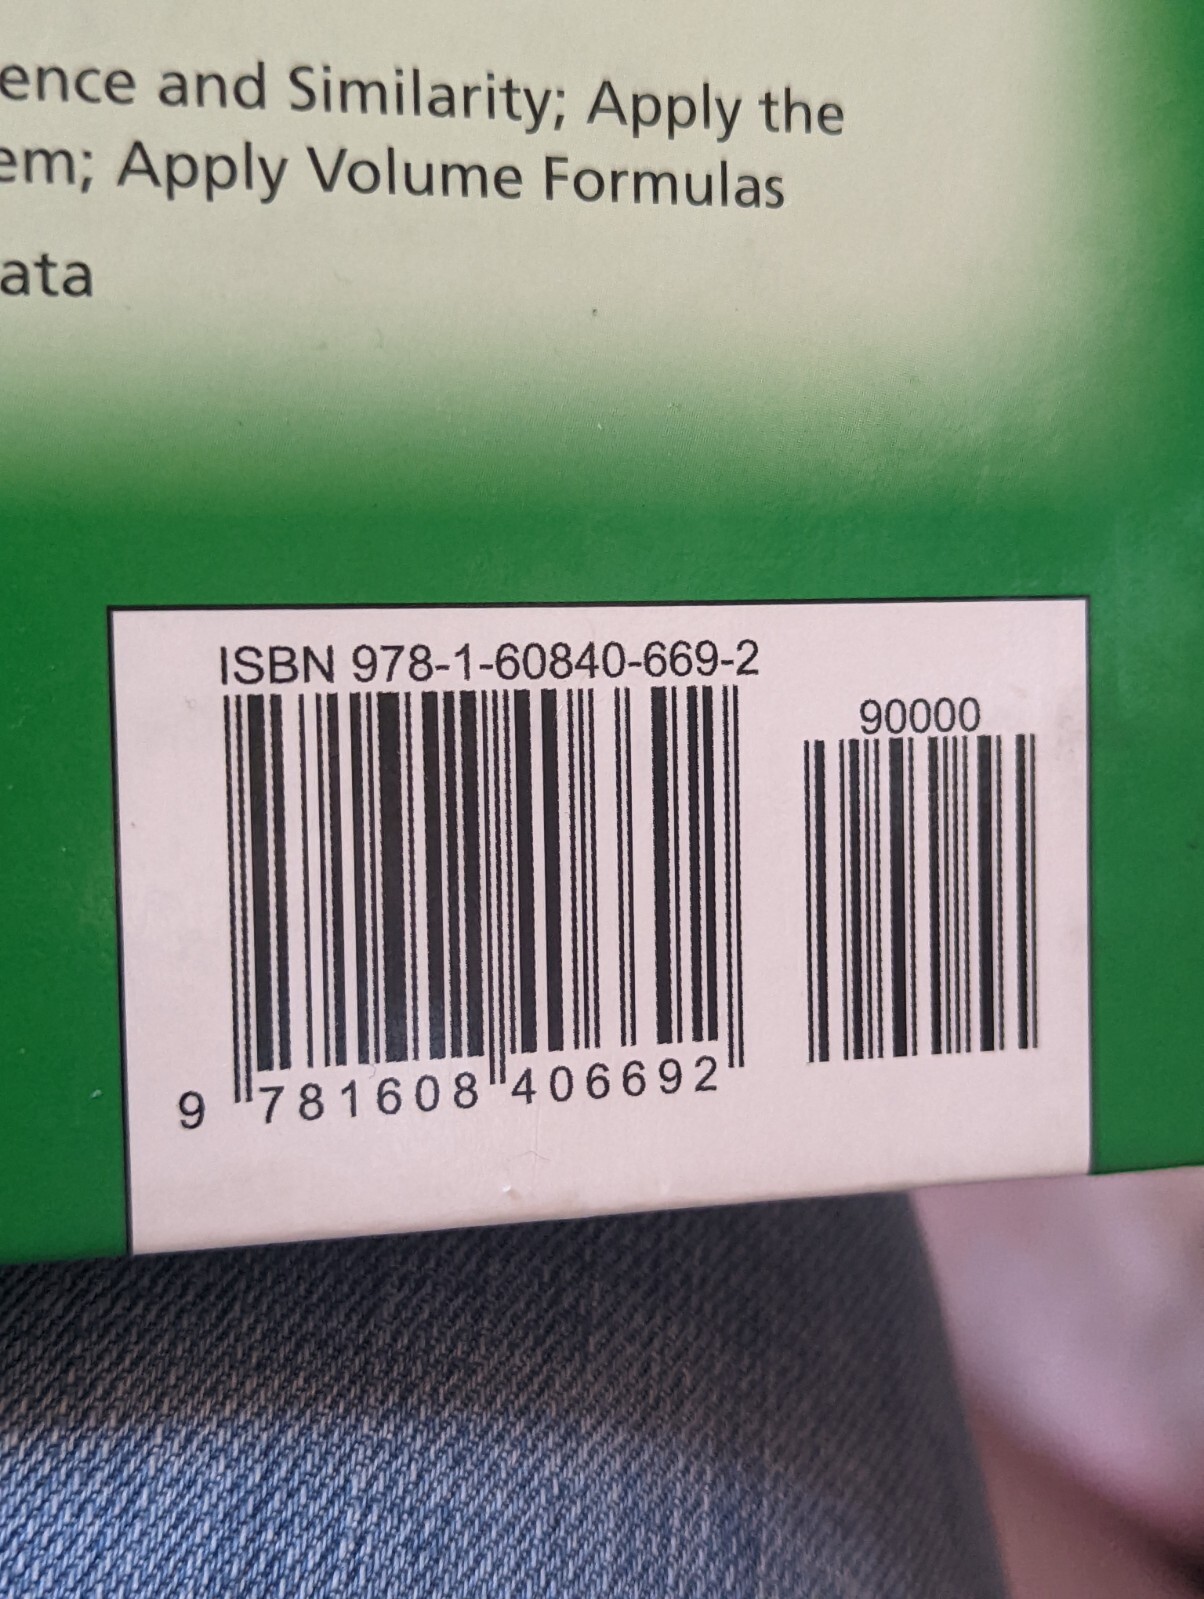 ence and Similarity; Apply the
em; Apply Volume Formulas
ata
ISBN 978-1-60840-669-2
90000
9 781608 406692